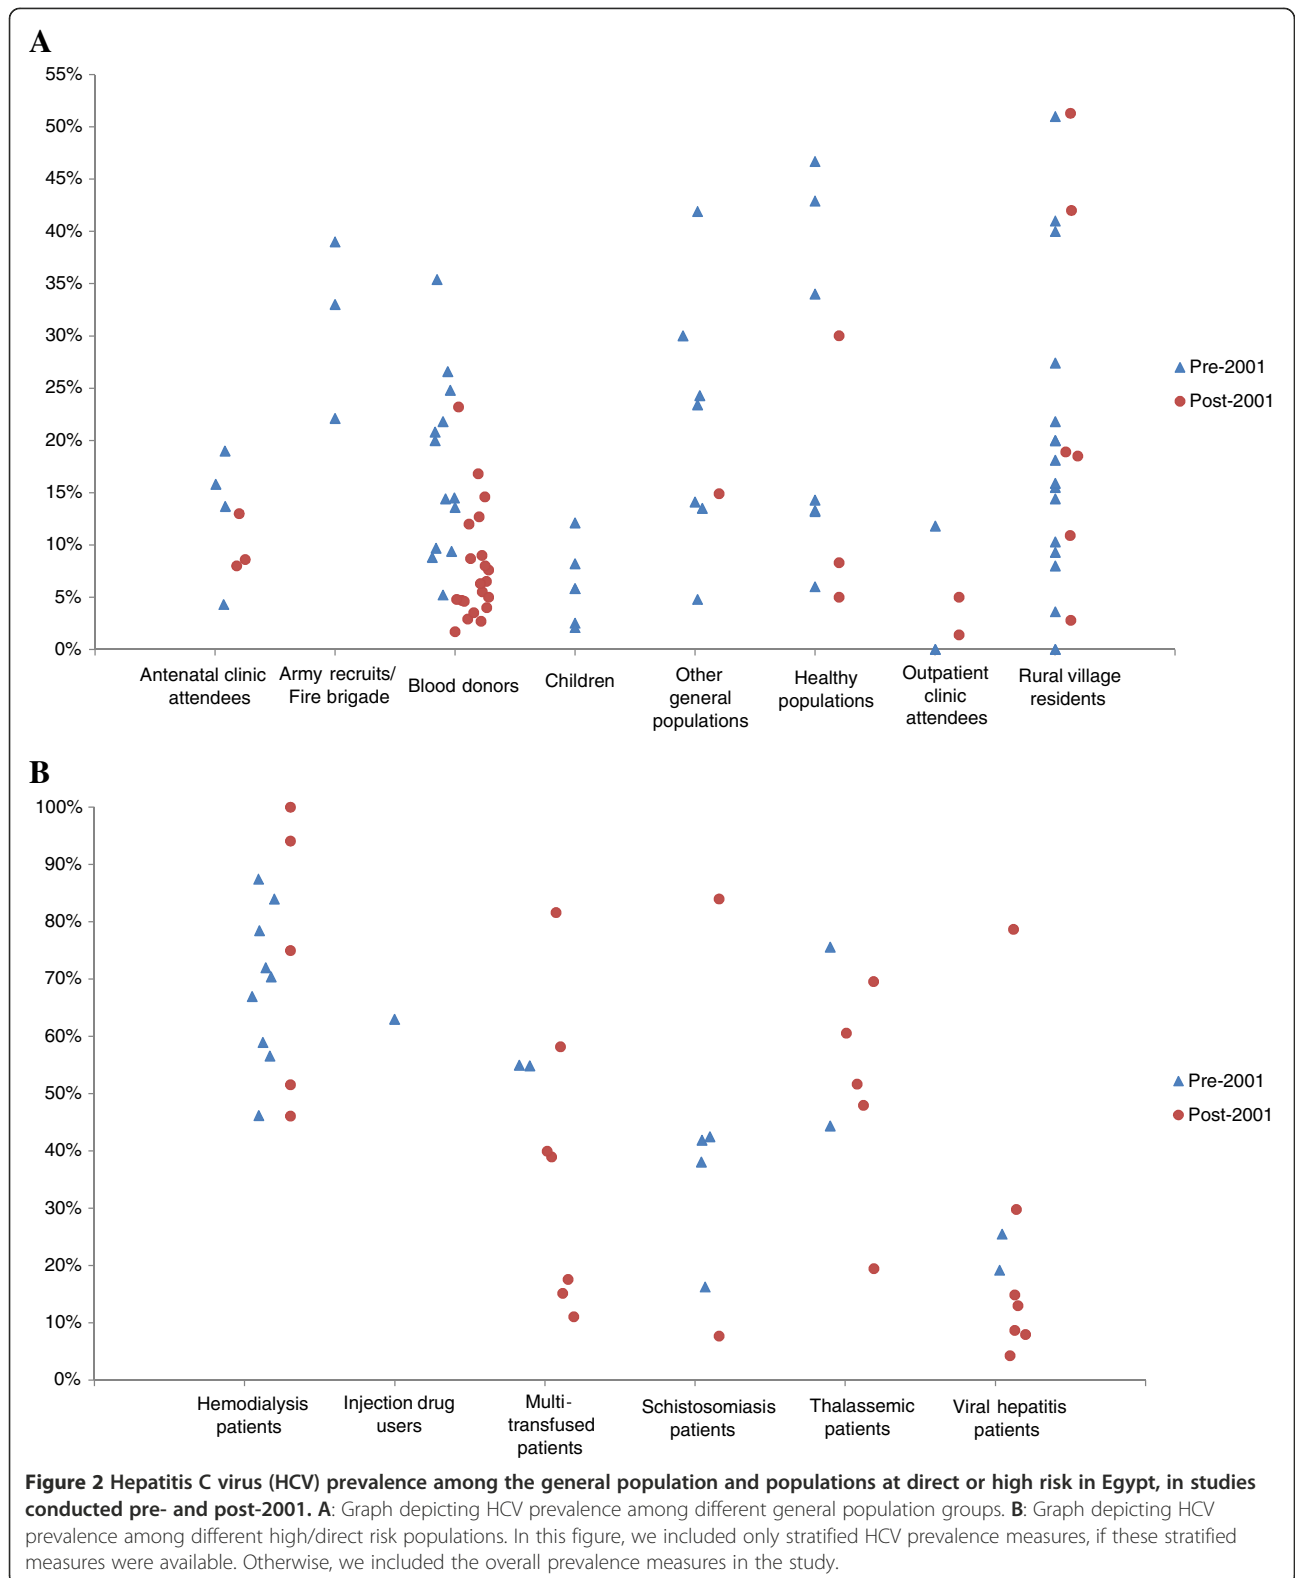 A
55%
50%
45%
40%
35%
30%
25%
20%
15%
10%
5%
0%
Pre-2001
Post-2001
Antenatal clinic
attendees
Army recruits/
Fire brigade
Blood donors
Children
Other
general
populations
Healthy
populations
Outpatient
clinic
attendees
Rural village
residents
B
100%
90%
80%
70%
60%
50%
40%
30%
20%
10%
0%
Pre-2001
Post-2001
Hemodialysis
patients
Injection drug
users
Multi-
transfused
patients
Schistosomiasis
patients
Thalassemic
patients
Viral hepatitis
patients
Figure 2 Hepatitis C virus (HCV) prevalence among the general population and populations at direct or high risk in Egypt, in studies
conducted pre- and post-2001. A: Graph depicting HCV prevalence among different general population groups. B: Graph depicting HCV
prevalence among different high/direct risk populations. In this figure, we included only stratified HCV prevalence measures, if these stratified
measures were available. Otherwise, we included the overall prevalence measures in the study.